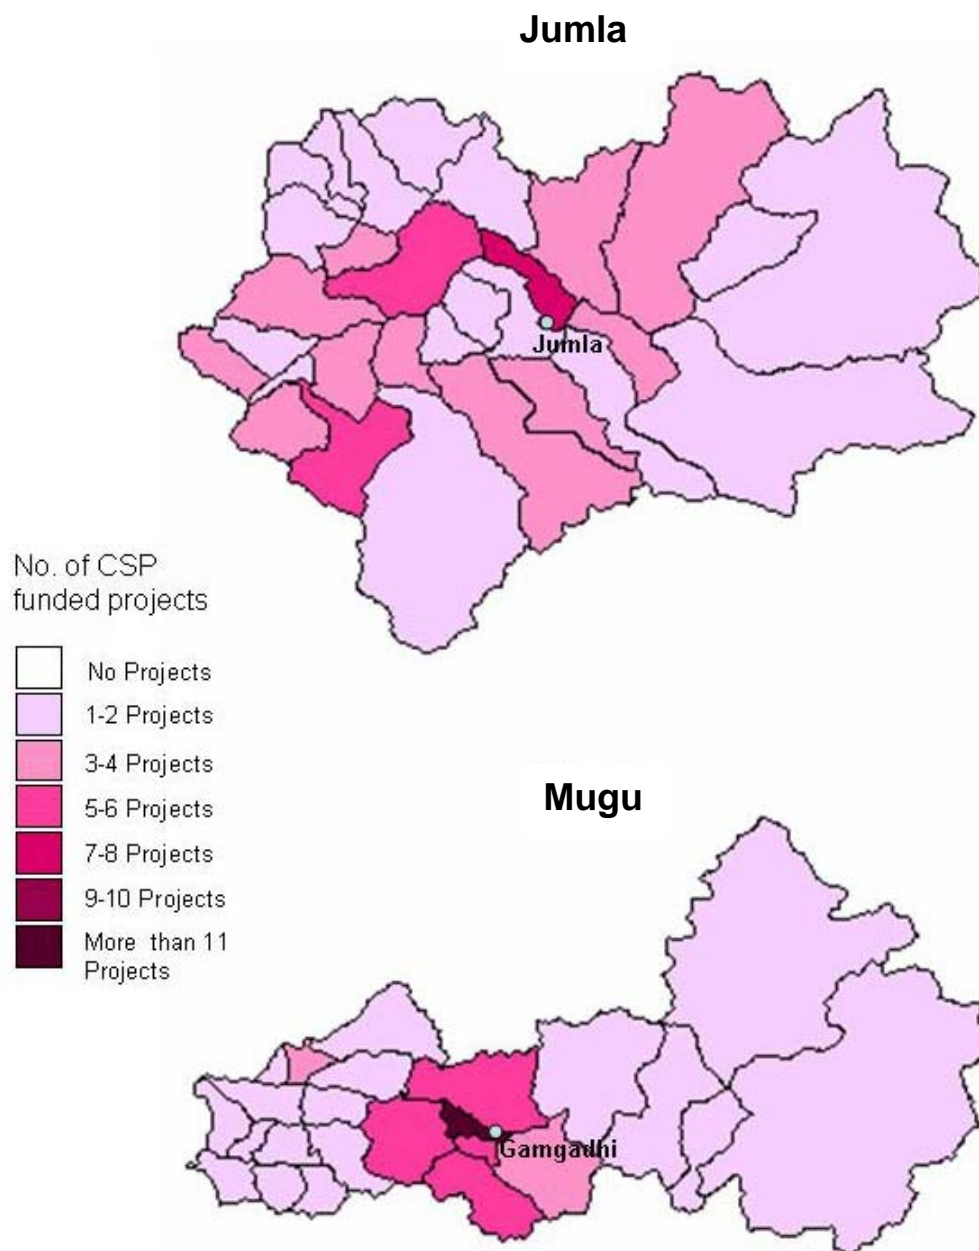 Jumla
Jumla
No. of CSP
funded projects
No Projects
1-2 Projects
3-4 Projects
5-6 Projects
7-8 Projects
9-10 Projects
More than 11
Projects
Mugu
Gamgadhi